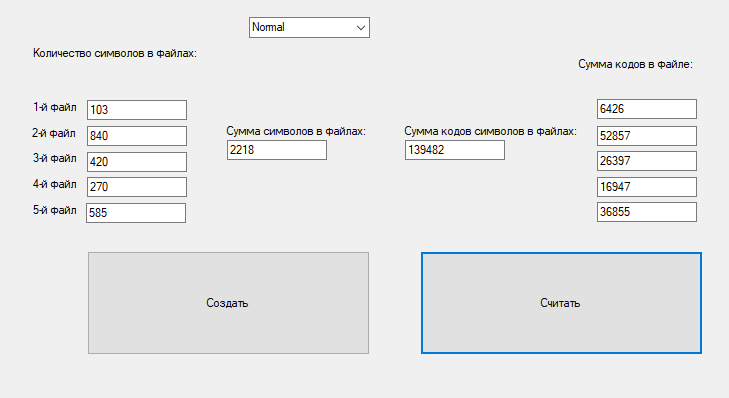 Normal
Количество символов в файлах:
Сумма кодов в файле:
1-й файл 103 6426
2-й файл 840 Сумма символов в файлах: Сумма кодов символов в файлах: 52857
2218 139482
3-й файл 420 26397
4-й файл 270 16947
5-й файл 585 36855
Создать Считать